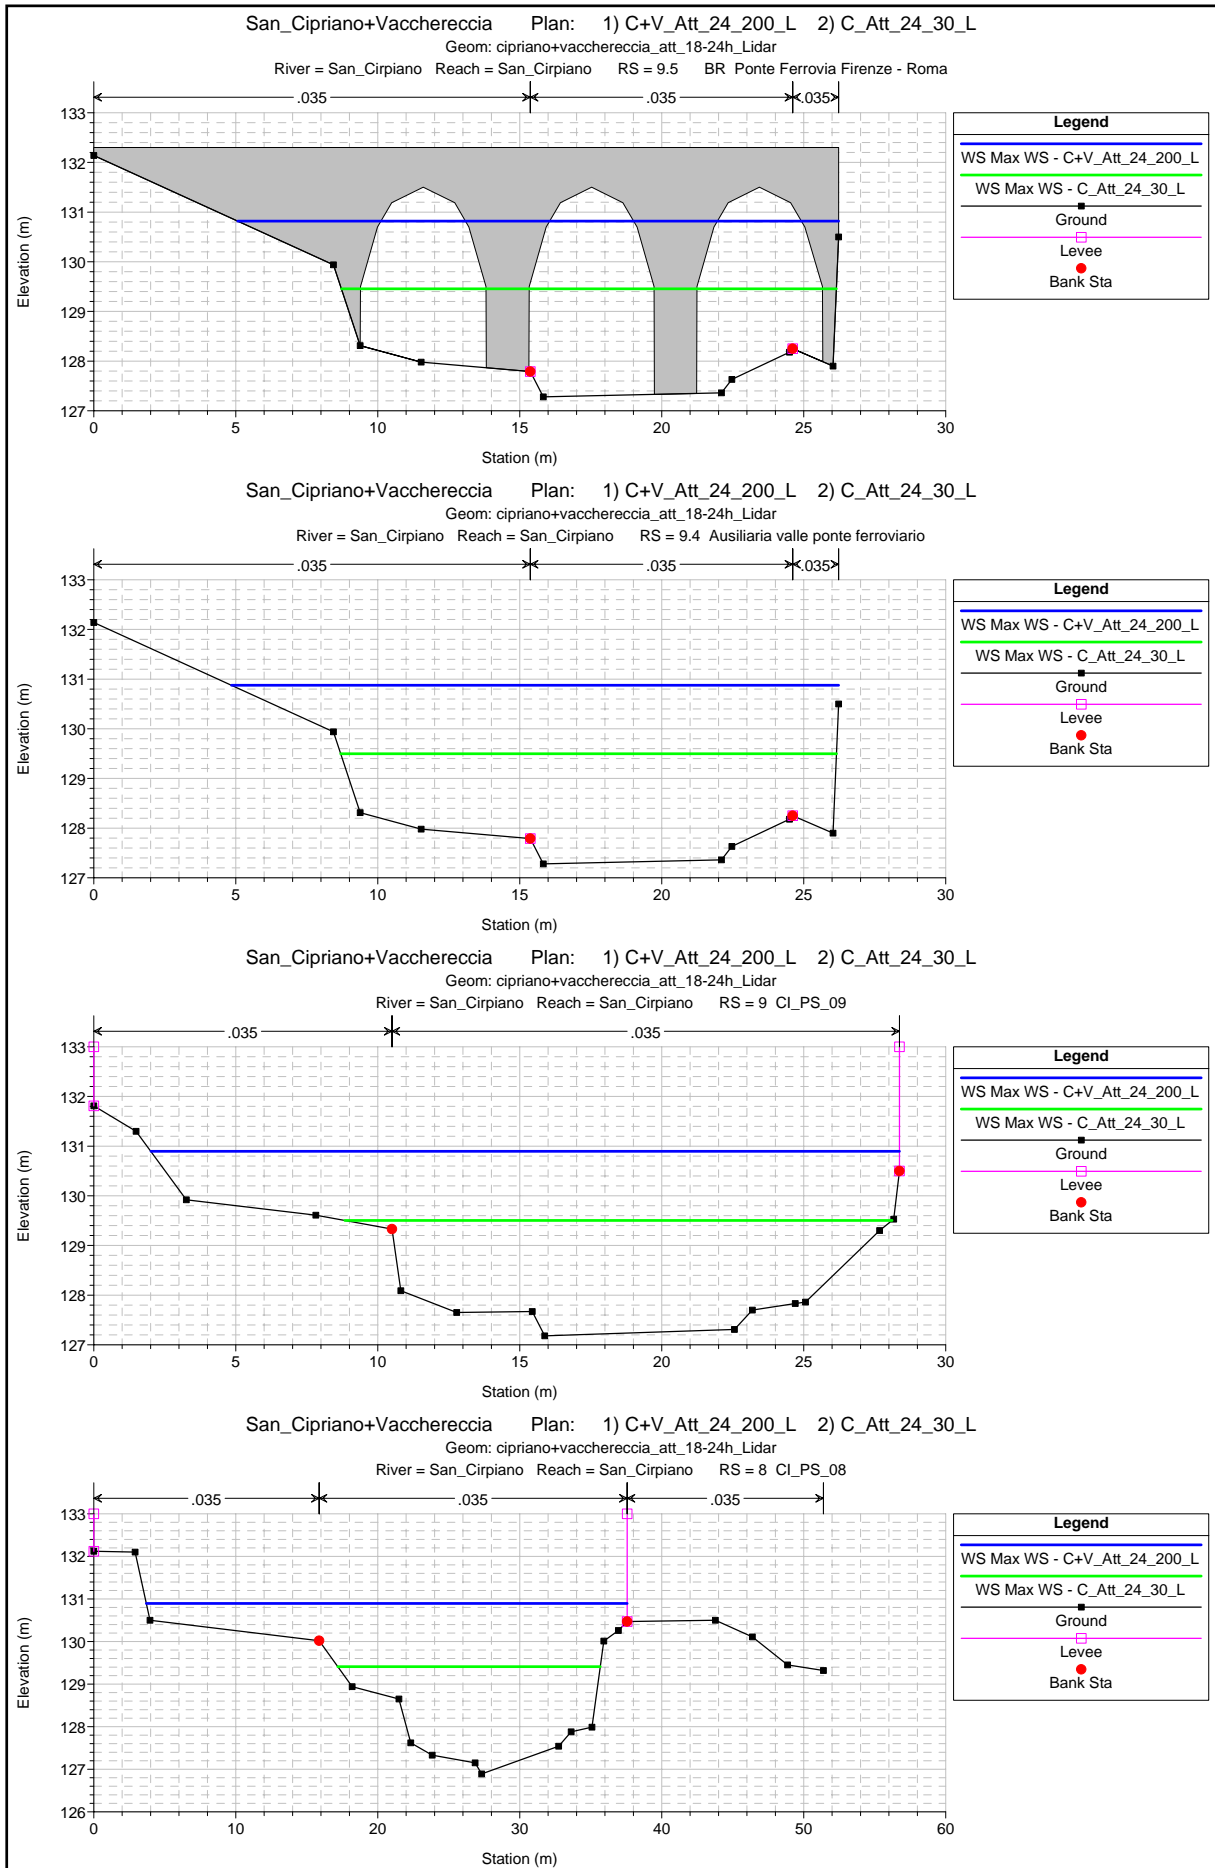 San_Cipriano+Vacchereccia Plan: 1) C+V_Att_24_200_L 2) C_Att_24_30_L
Geom: cipriano+vacchereccia_att_18-24h_Lidar
River = San_Cirpiano Reach = San_Cirpiano RS = 9.5 BR Ponte Ferrovia Firenze - Roma
.035 .035 .035
133
132
131
130
129
128
127
Elevation (m)
0 5 10 15 20 25 30
Station (m)
Legend
WS Max WS - C+V_Att_24_200_L
WS Max WS - C_Att_24_30_L
Ground
Levee
Bank Sta
San_Cipriano+Vacchereccia Plan: 1) C+V_Att_24_200_L 2) C_Att_24_30_L
Geom: cipriano+vacchereccia_att_18-24h_Lidar
River = San_Cirpiano Reach = San_Cirpiano RS = 9.4 Ausiliaria valle ponte ferroviario
.035 .035 .035
133
132
131
130
129
128
127
Elevation (m)
0 5 10 15 20 25 30
Station (m)
Legend
WS Max WS - C+V_Att_24_200_L
WS Max WS - C_Att_24_30_L
Ground
Levee
Bank Sta
San_Cipriano+Vacchereccia Plan: 1) C+V_Att_24_200_L 2) C_Att_24_30_L
Geom: cipriano+vacchereccia_att_18-24h_Lidar
River = San_Cirpiano Reach = San_Cirpiano RS = 9 CI_PS_09
.035 .035
133
132
131
130
129
128
127
Elevation (m)
0 5 10 15 20 25 30
Station (m)
Legend
WS Max WS - C+V_Att_24_200_L
WS Max WS - C_Att_24_30_L
Ground
Levee
Bank Sta
San_Cipriano+Vacchereccia Plan: 1) C+V_Att_24_200_L 2) C_Att_24_30_L
Geom: cipriano+vacchereccia_att_18-24h_Lidar
River = San_Cirpiano Reach = San_Cirpiano RS = 8 CI_PS_08
.035 .035 .035
133
132
131
130
129
128
127
126
Elevation (m)
0 10 20 30 40 50 60
Station (m)
Legend
WS Max WS - C+V_Att_24_200_L
WS Max WS - C_Att_24_30_L
Ground
Levee
Bank Sta